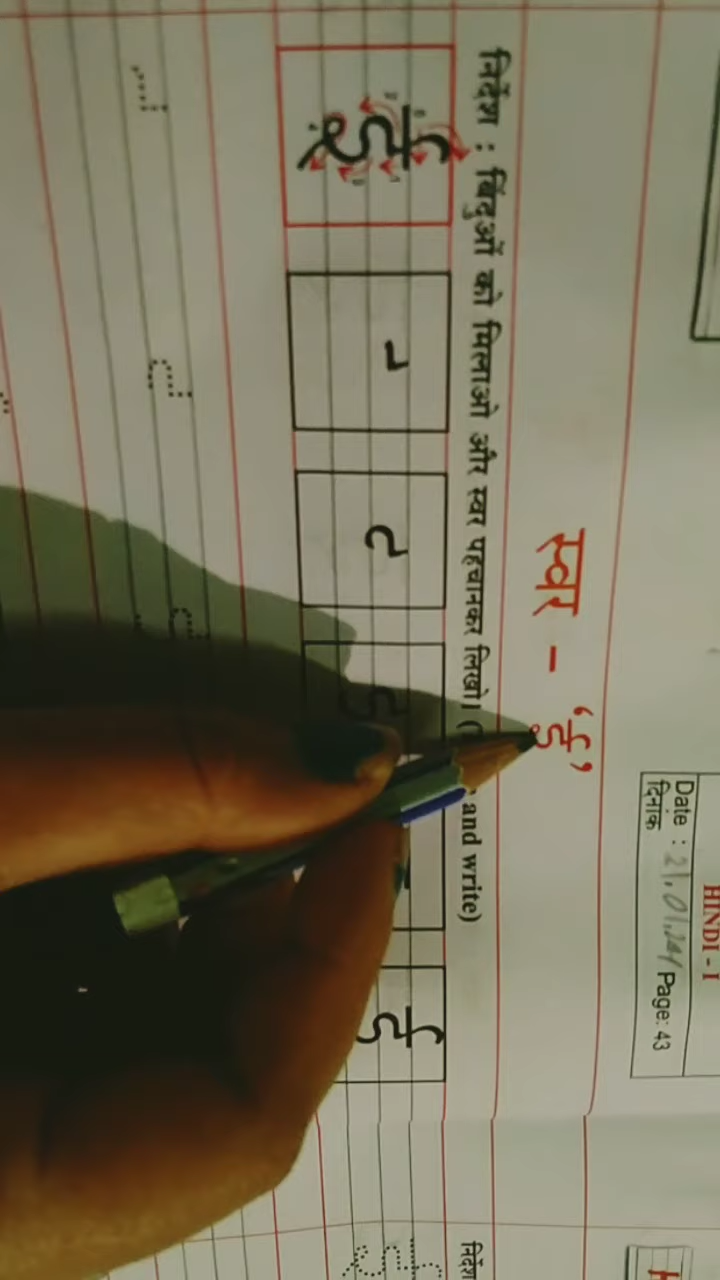 HINDI - I
Date : 21.01.24 Page: 43
दिनांक
स्वर - 'ई'
निर्देश : बिंदुओं को मिलाओ और स्वर पहचानकर लिखो। ( and write)
ई ई
निर्देश